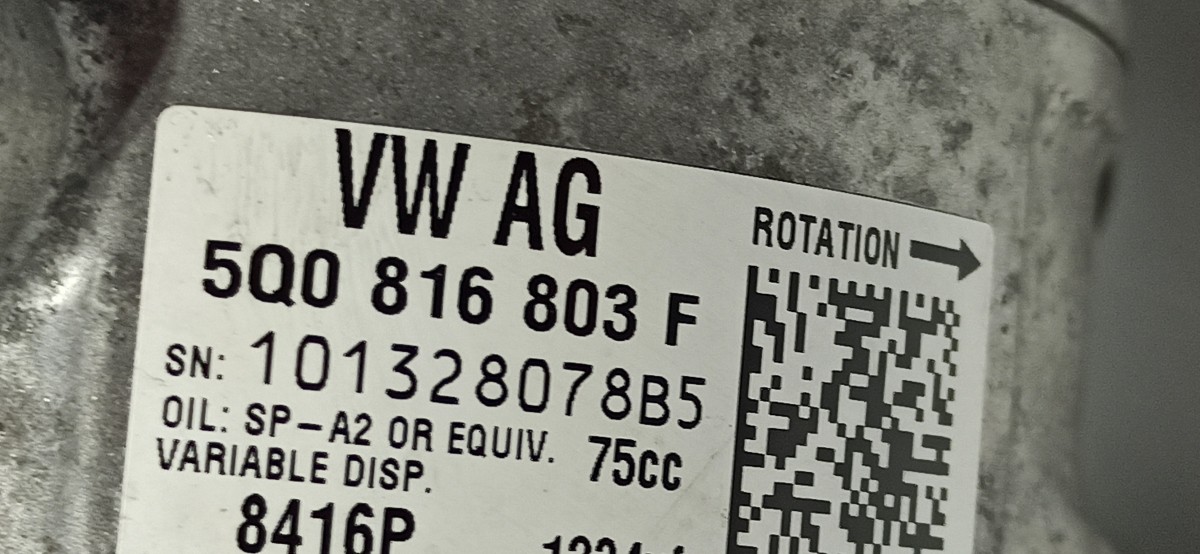 VW AG
5Q0 816 803 F
SN: 101328078B5
OIL: SP-A2 OR EQUIV. 75CC
VARIABLE DISP.
8416P
ROTATION